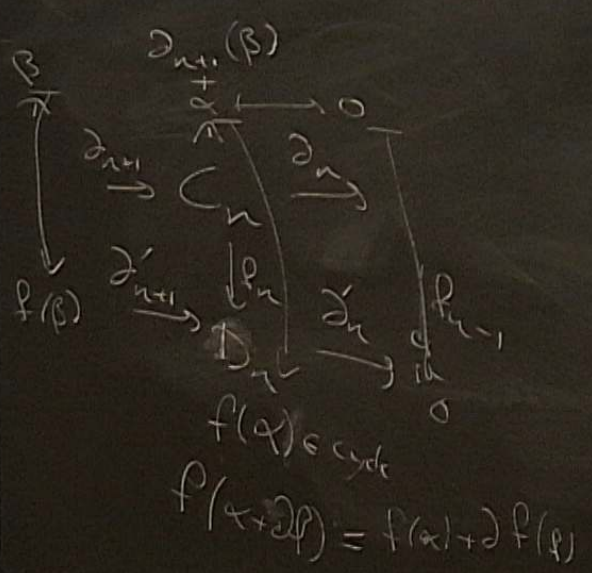 ∂ₙ₊₁(β)
β
+
α ⟼ 0
∂ₙ₊₁ → Cₙ ∂ₙ →
f(β) ∂'ₙ₊₁ → ↓fₙ ∂'ₙ → fₙ₋₁
Dₙ
0
f(α) ∈ cycle
f(α+∂β) = f(α)+∂f(β)